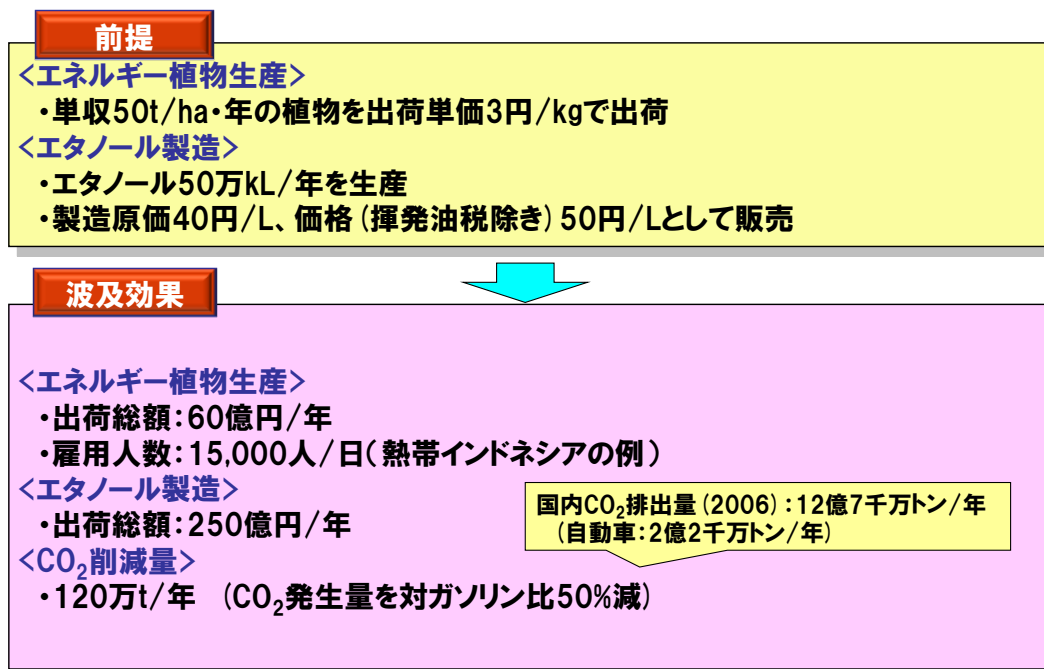 前提
<エネルギー植物生産>
・単収50t/ha・年の植物を出荷単価3円/kgで出荷
<エタノール製造>
・エタノール50万kL/年を生産
・製造原価40円/L、価格(揮発油税除き)50円/Lとして販売
波及効果
<エネルギー植物生産>
・出荷総額:60億円/年
・雇用人数:15,000人/日(熱帯インドネシアの例)
<エタノール製造>
・出荷総額:250億円/年
国内CO₂排出量(2006):12億7千万トン/年
(自動車:2億2千万トン/年)
<CO₂削減量>
・120万t/年 (CO₂発生量を対ガソリン比50%減)